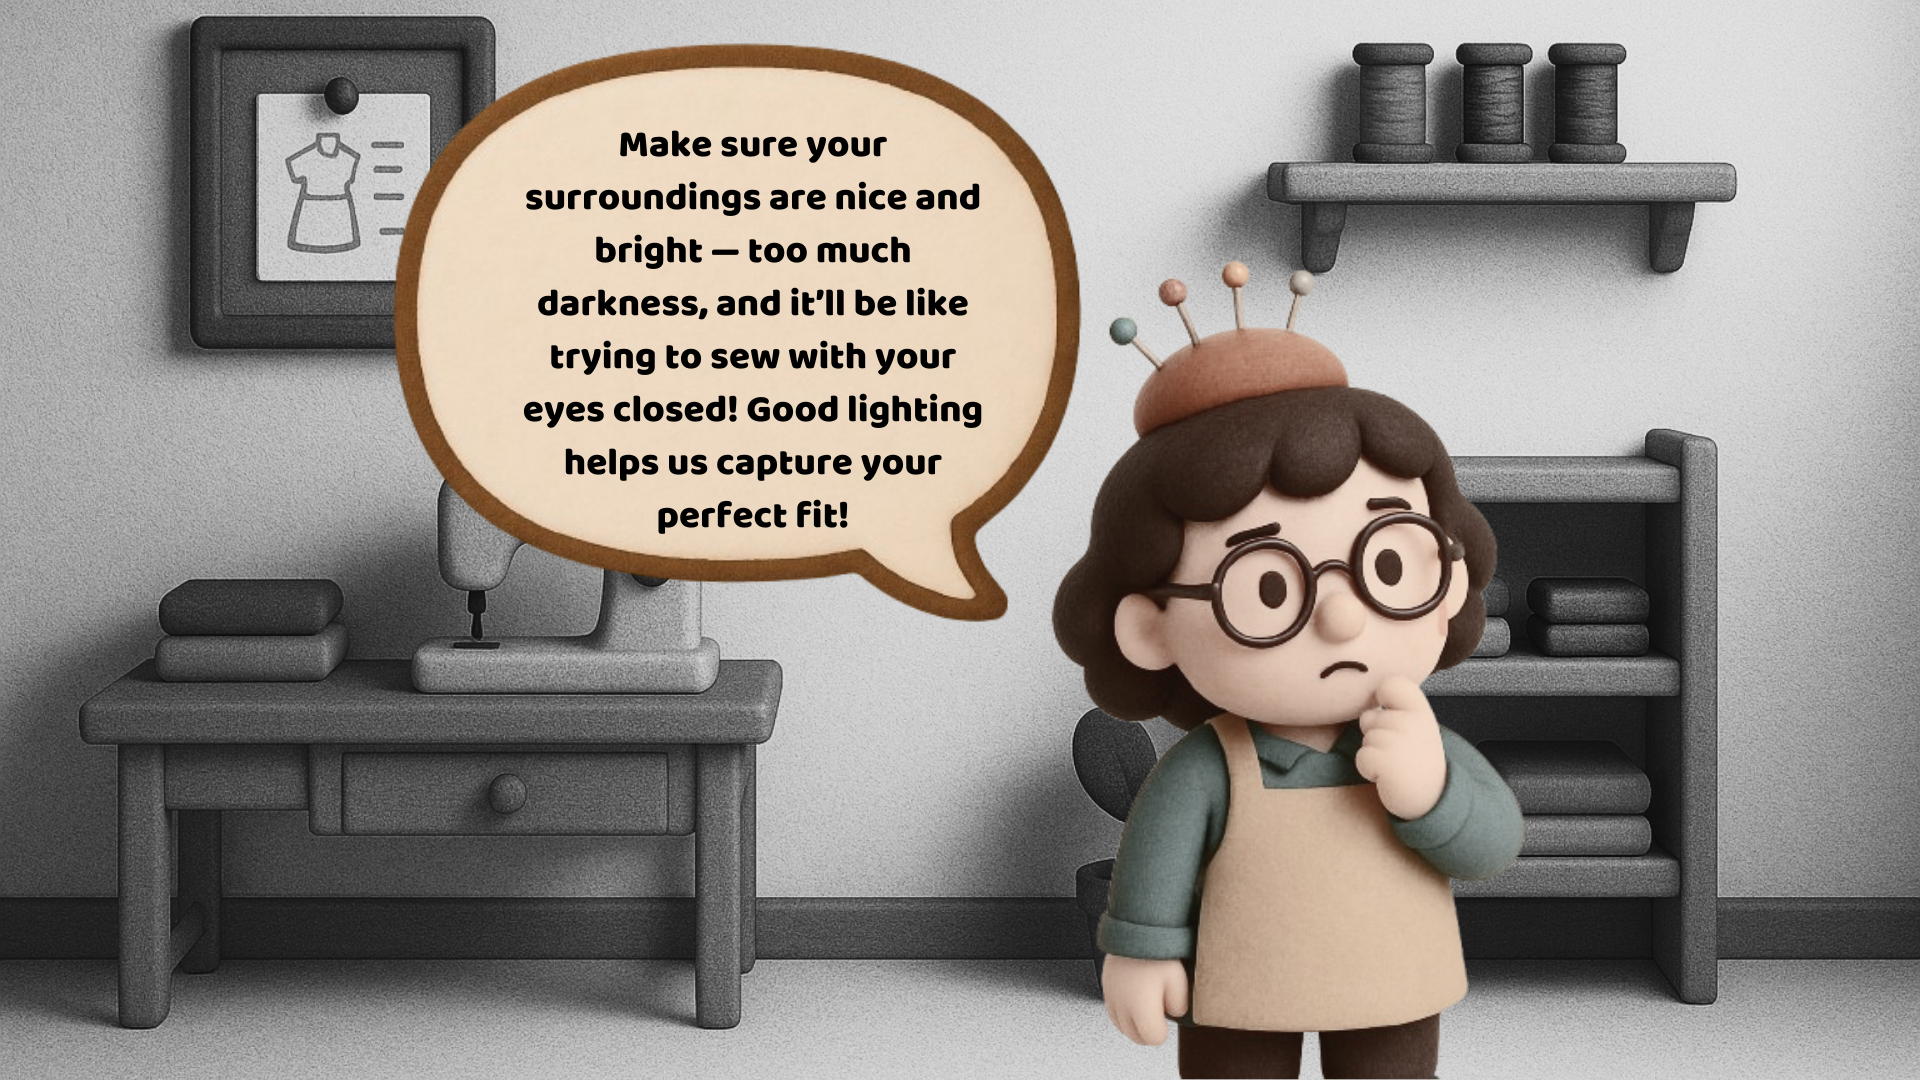 Make sure your
surroundings are nice and
bright — too much
darkness, and it’ll be like
trying to sew with your
eyes closed! Good lighting
helps us capture your
perfect fit!